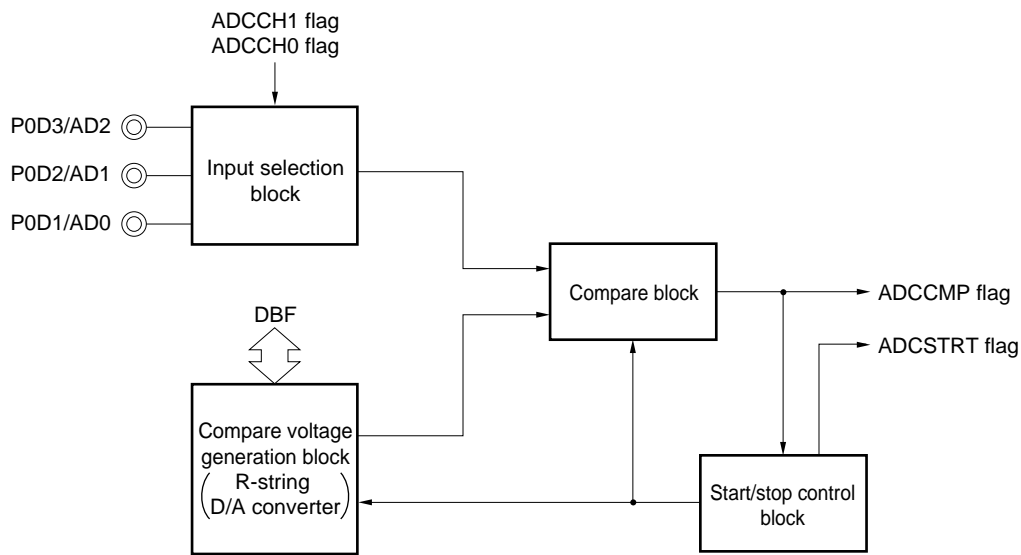 ADCCH1 flag
ADCCH0 flag
P0D3/AD2
P0D2/AD1
P0D1/AD0
Input selection
block
Compare block
ADCCMP flag
ADCSTRT flag
DBF
Compare voltage
generation block
R-string
(D/A converter)
Start/stop control
block